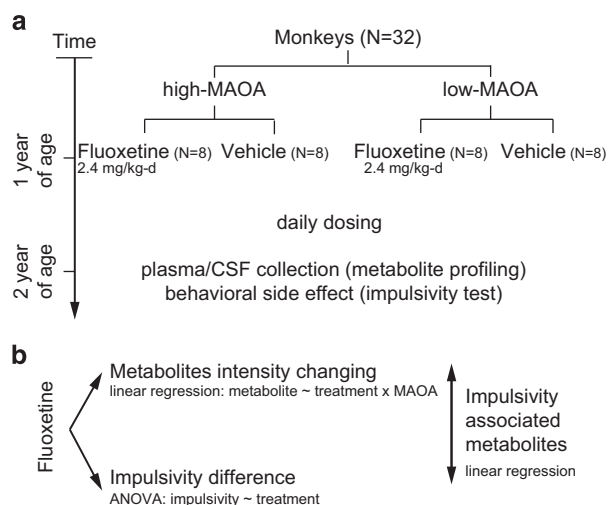 a
Time
Monkeys (N=32)
high-MAOA
low-MAOA
Fluoxetine (N=8) Vehicle (N=8)
2.4 mg/kg-d
Fluoxetine (N=8) Vehicle (N=8)
2.4 mg/kg-d
1 year
of age
daily dosing
2 year
of age
plasma/CSF collection (metabolite profiling)
behavioral side effect (impulsivity test)
b
Fluoxetine
Metabolites intensity changing
linear regression: metabolite ~ treatment x MAOA
Impulsivity difference
ANOVA: impulsivity ~ treatment
Impulsivity
associated
metabolites
linear regression